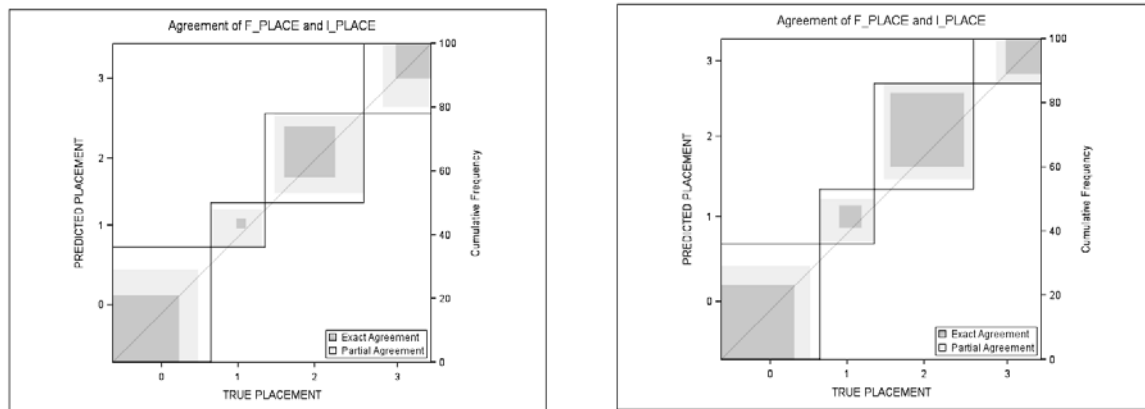 Agreement of F_PLACE and I_PLACE
100
3
80
PREDICTED PLACEMENT
2
60
Cumulative Frequency
1
40
0
20
Exact Agreement
Partial Agreement
0
0 1 2 3
TRUE PLACEMENT
Agreement of F_PLACE and I_PLACE
100
3
80
PREDICTED PLACEMENT
2
60
Cumulative Frequency
1
40
0
20
Exact Agreement
Partial Agreement
0
0 1 2 3
TRUE PLACEMENT